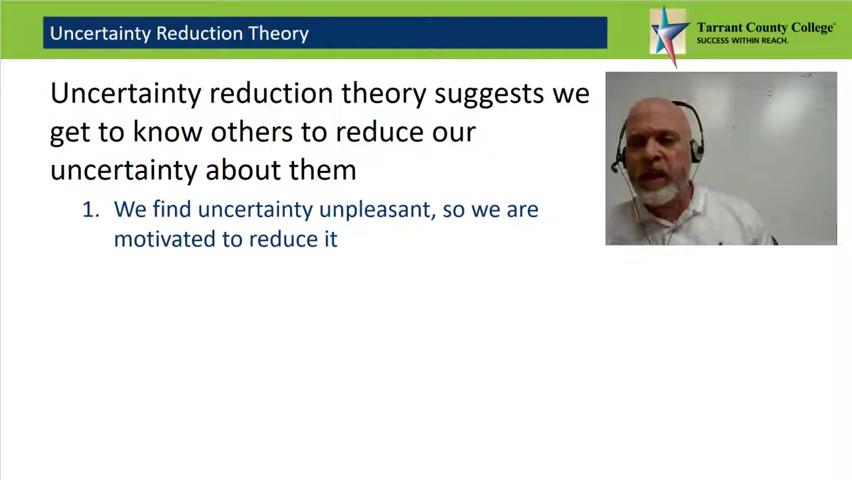 Uncertainty Reduction Theory
Tarrant County College®
SUCCESS WITHIN REACH.
Uncertainty reduction theory suggests we
get to know others to reduce our
uncertainty about them
1. We find uncertainty unpleasant, so we are
motivated to reduce it